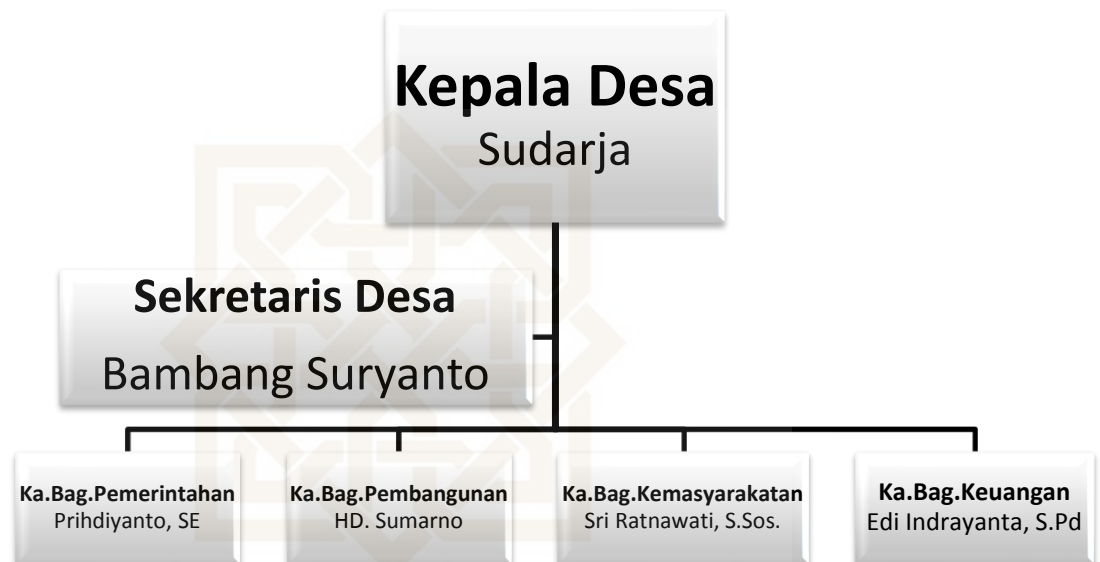 Kepala Desa
Sudarja
Sekretaris Desa
Bambang Suryanto
Ka.Bag.Pemerintahan
Prihdiyanto, SE
Ka.Bag.Pembangunan
HD. Sumarno
Ka.Bag.Kemasyarakatan
Sri Ratnawati, S.Sos.
Ka.Bag.Keuangan
Edi Indrayanta, S.Pd